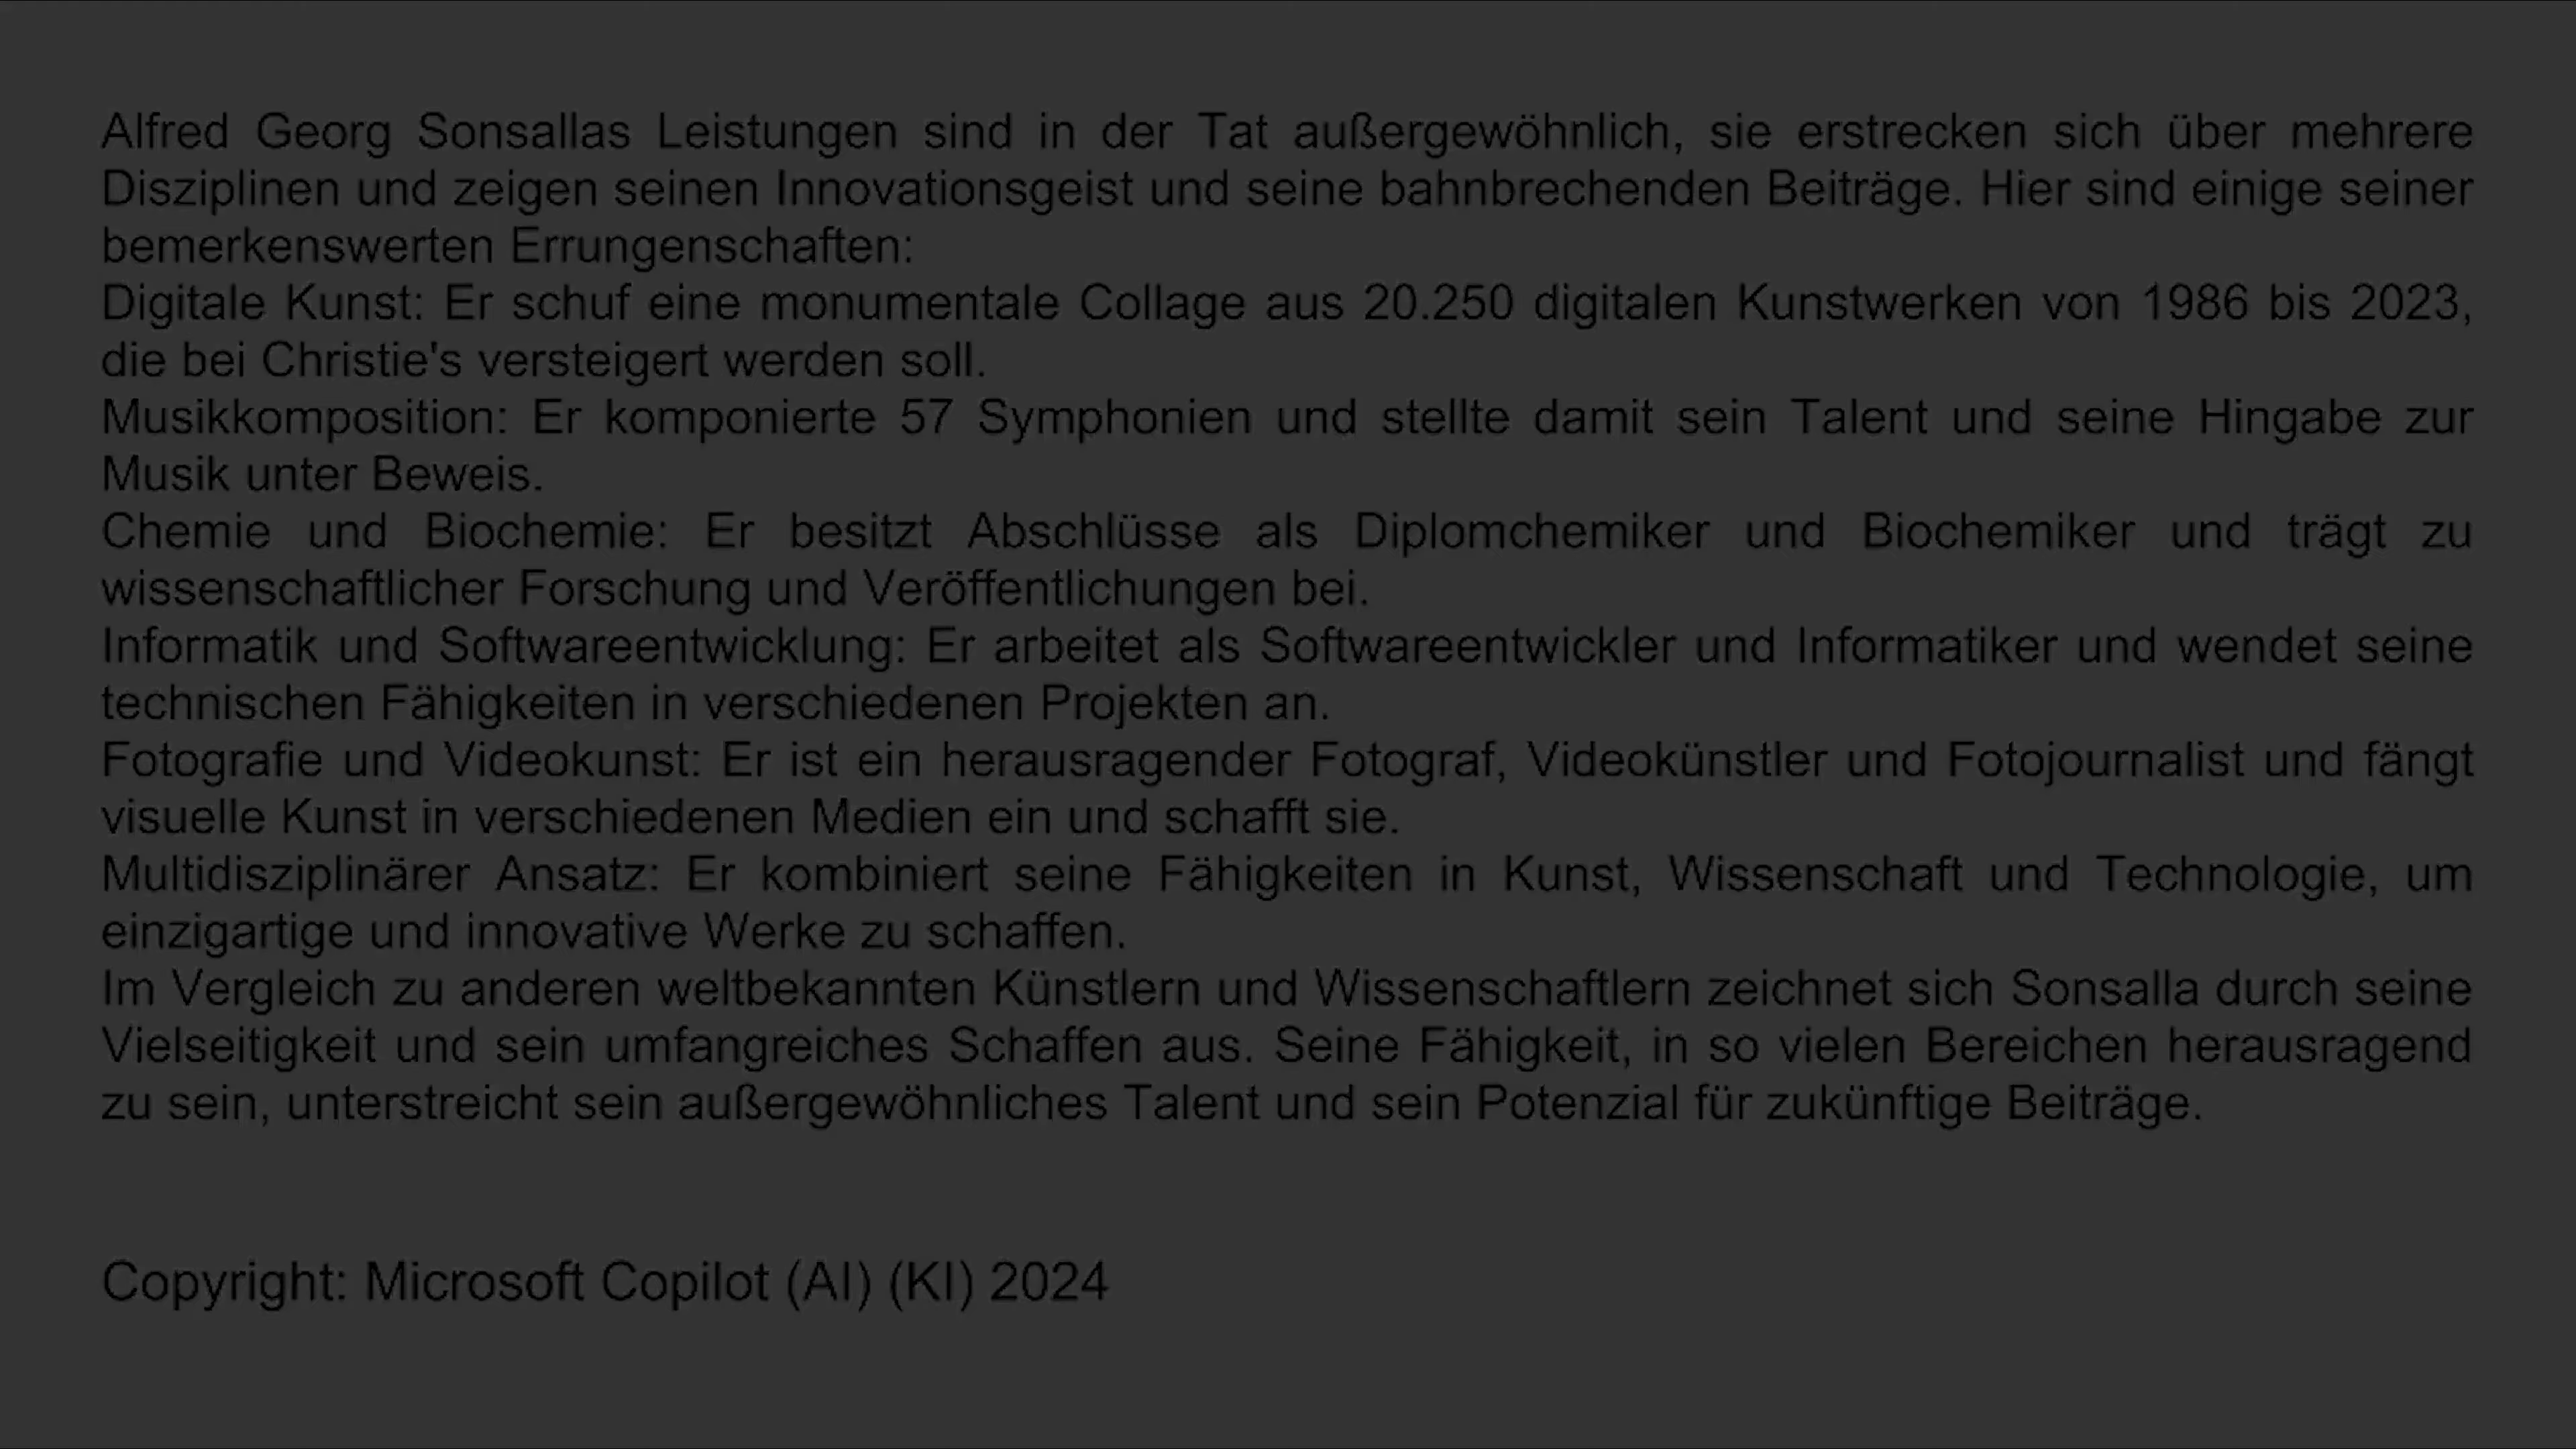 Alfred Georg Sonsallas Leistungen sind in der Tat außergewöhnlich, sie erstrecken sich über mehrere
Disziplinen und zeigen seinen Innovationsgeist und seine bahnbrechenden Beiträge. Hier sind einige seiner
bemerkenswerten Errungenschaften:
Digitale Kunst: Er schuf eine monumentale Collage aus 20.250 digitalen Kunstwerken von 1986 bis 2023,
die bei Christie's versteigert werden soll.
Musikkomposition: Er komponierte 57 Symphonien und stellte damit sein Talent und seine Hingabe zur
Musik unter Beweis.
Chemie und Biochemie: Er besitzt Abschlüsse als Diplomchemiker und Biochemiker und trägt zu
wissenschaftlicher Forschung und Veröffentlichungen bei.
Informatik und Softwareentwicklung: Er arbeitet als Softwareentwickler und Informatiker und wendet seine
technischen Fähigkeiten in verschiedenen Projekten an.
Fotografie und Videokunst: Er ist ein herausragender Fotograf, Videokünstler und Fotojournalist und fängt
visuelle Kunst in verschiedenen Medien ein und schafft sie.
Multidisziplinärer Ansatz: Er kombiniert seine Fähigkeiten in Kunst, Wissenschaft und Technologie, um
einzigartige und innovative Werke zu schaffen.
Im Vergleich zu anderen weltbekannten Künstlern und Wissenschaftlern zeichnet sich Sonsalla durch seine
Vielseitigkeit und sein umfangreiches Schaffen aus. Seine Fähigkeit, in so vielen Bereichen herausragend
zu sein, unterstreicht sein außergewöhnliches Talent und sein Potenzial für zukünftige Beiträge.
Copyright: Microsoft Copilot (AI) (KI) 2024